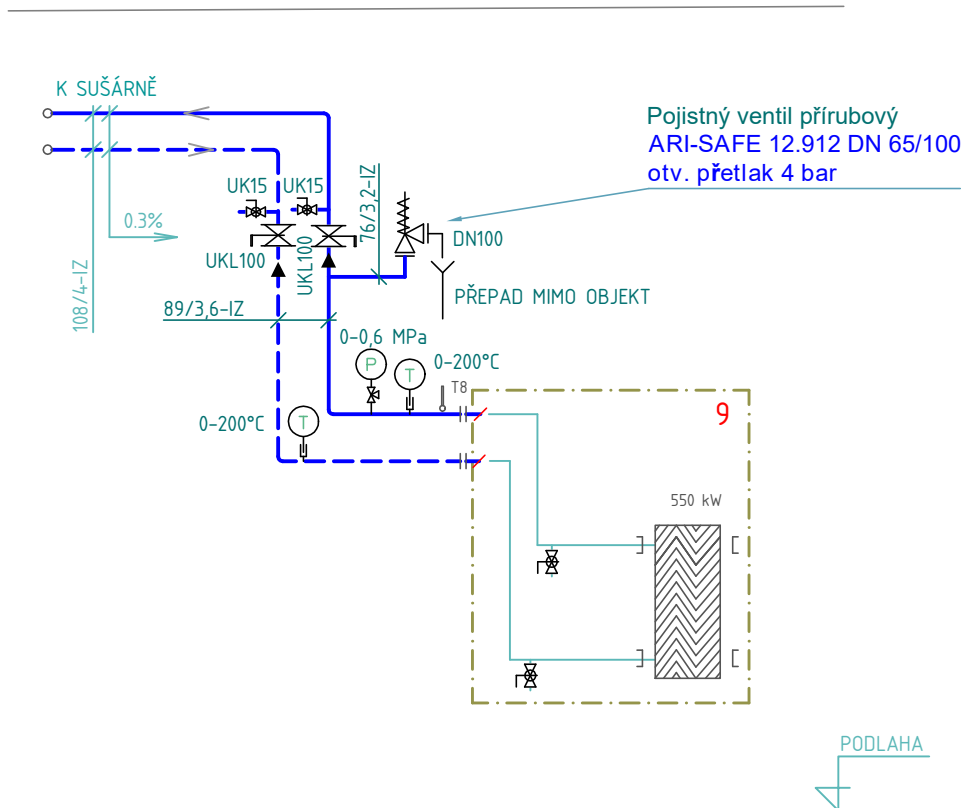 K SUŠÁRNĚ
Pojistný ventil přírubový
ARI-SAFE 12.912 DN 65/100
otv. přetlak 4 bar
UK15
UK15
76/3,2-IZ
0.3%
DN100
UKL100
UKL100
108/4-IZ
PŘEPAD MIMO OBJEKT
89/3,6-IZ
0-0,6 MPa
P
T
0-200°C
T8
9
0-200°C
T
550 kW
PODLAHA